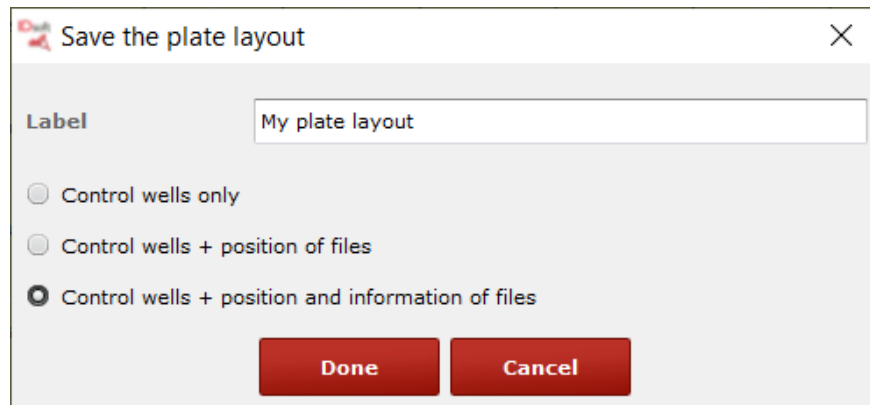 Save the plate layout
Label My plate layout
Control wells only
Control wells + position of files
Control wells + position and information of files
Done Cancel